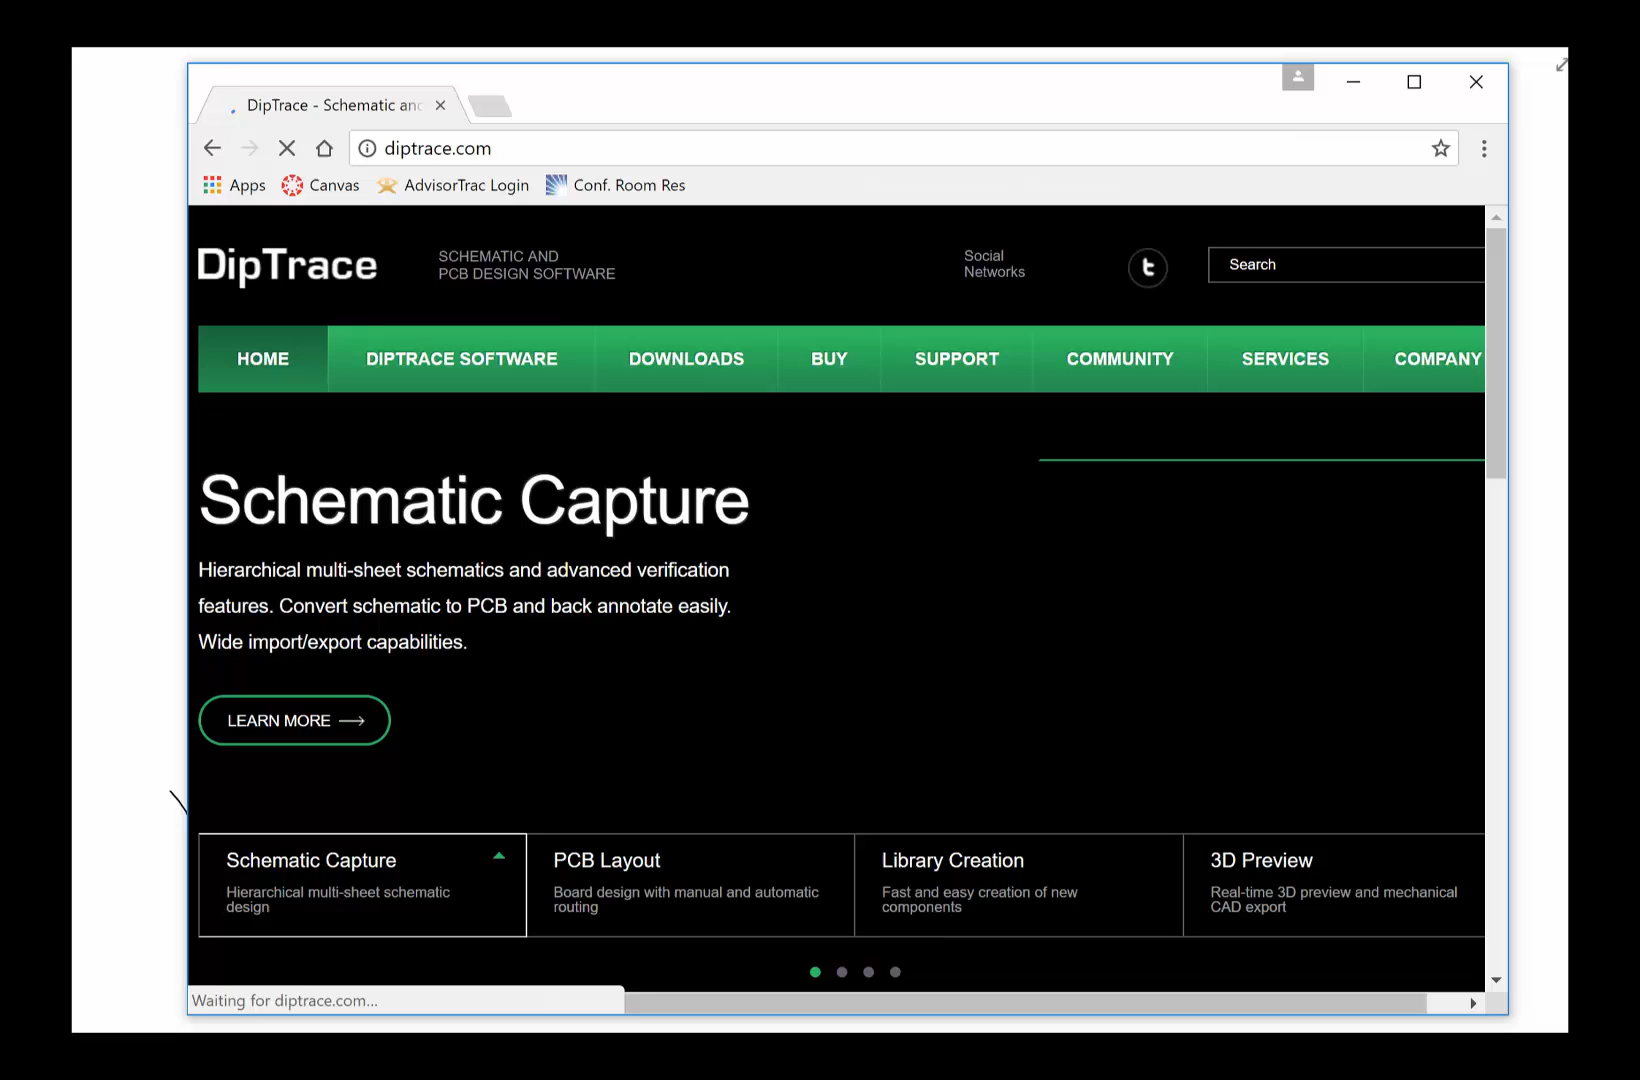 DipTrace - Schematic and
diptrace.com
Apps
Canvas
AdvisorTrac Login
Conf. Room Res
DipTrace
SCHEMATIC AND
PCB DESIGN SOFTWARE
Social
Networks
t
Search
HOME
DIPTRACE SOFTWARE
DOWNLOADS
BUY
SUPPORT
COMMUNITY
SERVICES
COMPANY
Schematic Capture
Hierarchical multi-sheet schematics and advanced verification
features. Convert schematic to PCB and back annotate easily.
Wide import/export capabilities.
LEARN MORE
Schematic Capture
Hierarchical multi-sheet schematic
design
PCB Layout
Board design with manual and automatic
routing
Library Creation
Fast and easy creation of new
components
3D Preview
Real-time 3D preview and mechanical
CAD export
Waiting for diptrace.com...